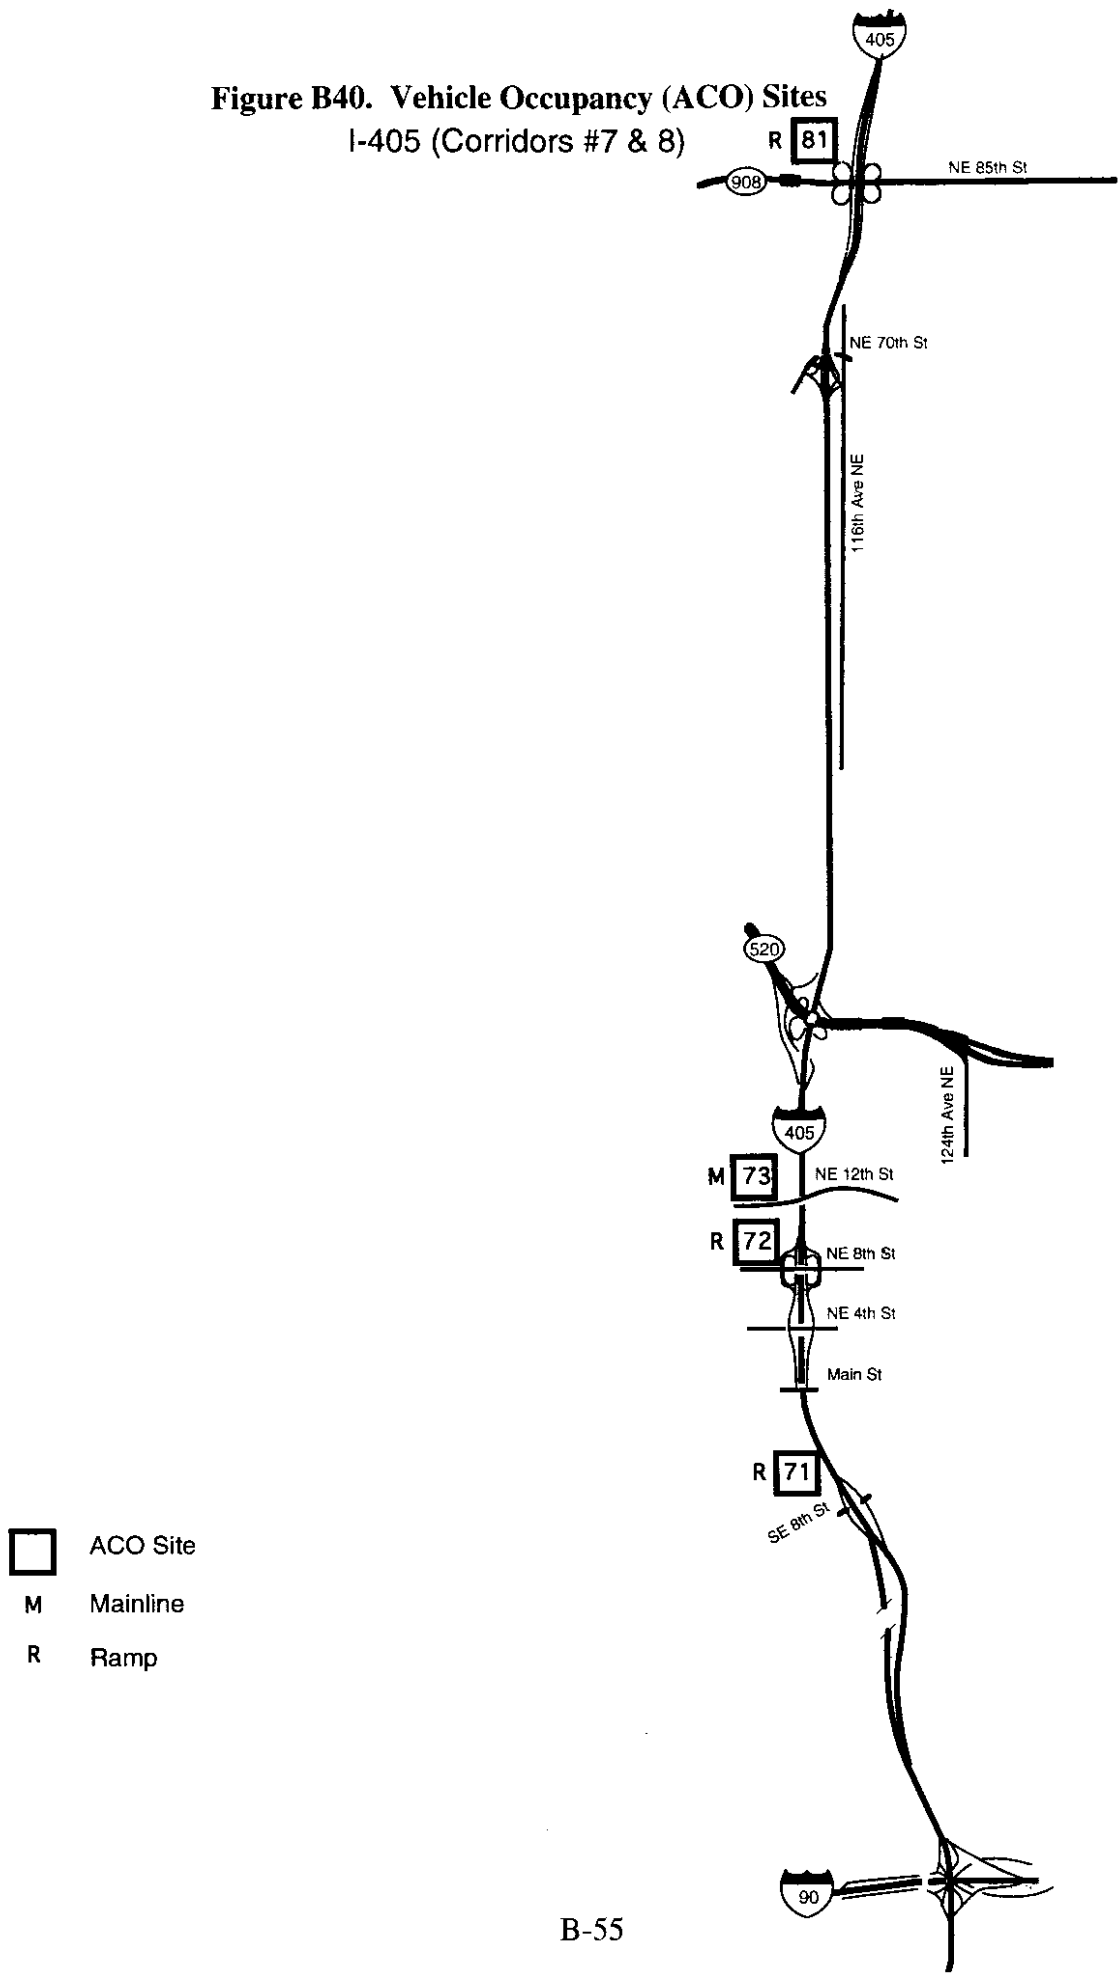 405
Figure B40. Vehicle Occupancy (ACO) Sites
I-405 (Corridors #7 & 8)
R 81
NE 85th St
908
NE 70th St
116th Ave NE
520
124th Ave NE
405
M 73
NE 12th St
R 72
NE 8th St
NE 4th St
Main St
R 71
SE 8th St
ACO Site
M Mainline
R Ramp
90
B-55